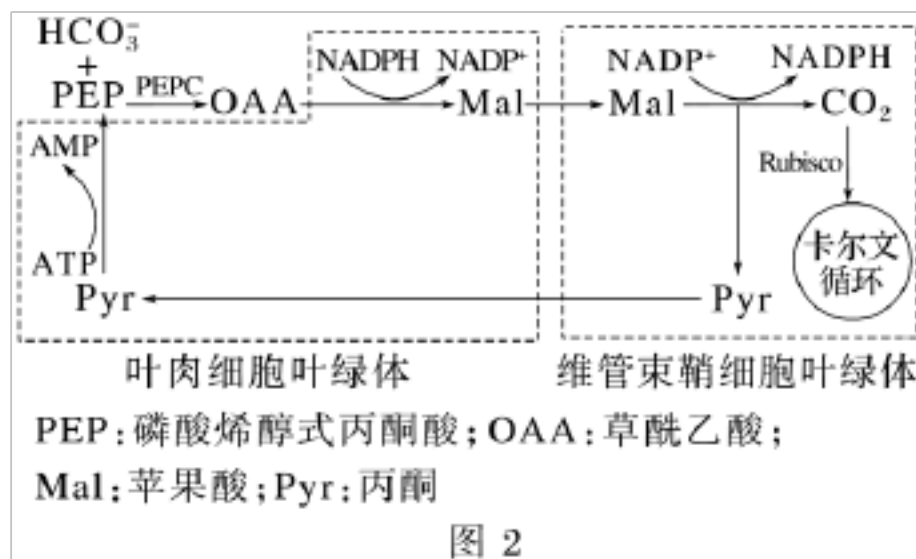 HCO₃⁻
+
PEP PEPC OAA NADPH NADP⁺ Mal
NADP⁺ NADPH
Mal CO₂
AMP
Rubisco
ATP
卡尔文
循环
Pyr Pyr
叶肉细胞叶绿体 维管束鞘细胞叶绿体
PEP:磷酸烯醇式丙酮酸;OAA:草酰乙酸;
Mal:苹果酸;Pyr:丙酮
图 2